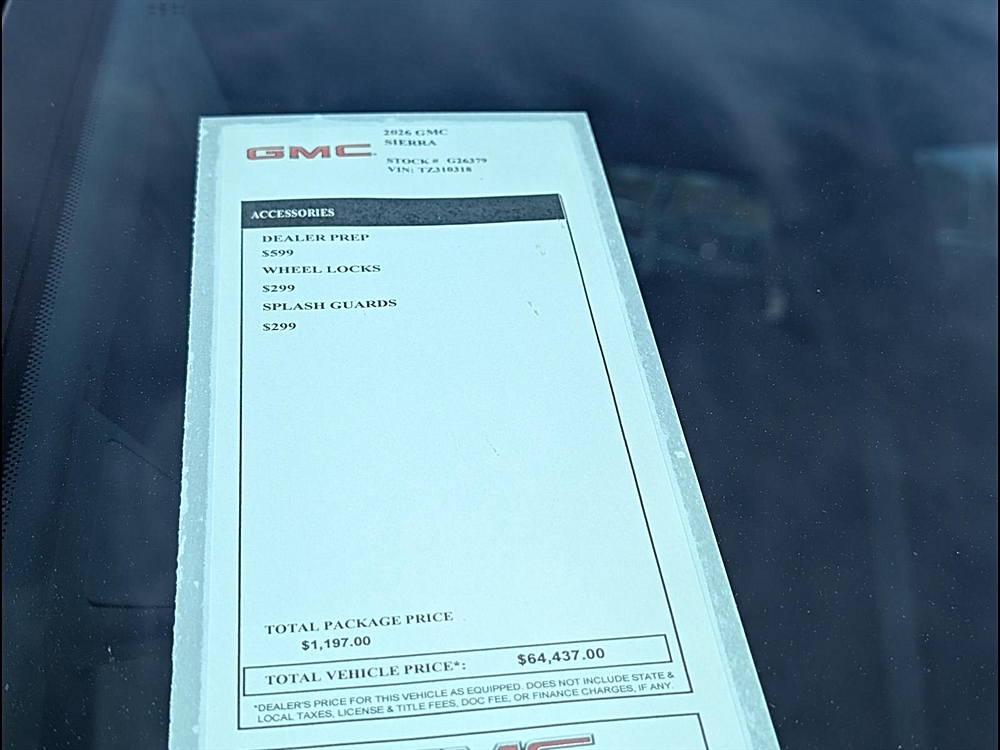 GMC
2026 GMC
SIERRA
STOCK # G26379
VIN: TZ310318
ACCESSORIES
DEALER PREP
$599
WHEEL LOCKS
$299
SPLASH GUARDS
$299
TOTAL PACKAGE PRICE
$1,197.00
TOTAL VEHICLE PRICE*: $64,437.00
*DEALER'S PRICE FOR THIS VEHICLE AS EQUIPPED. DOES NOT INCLUDE STATE &
LOCAL TAXES, LICENSE & TITLE FEES, DOC FEE, OR FINANCE CHARGES, IF ANY.
GMC